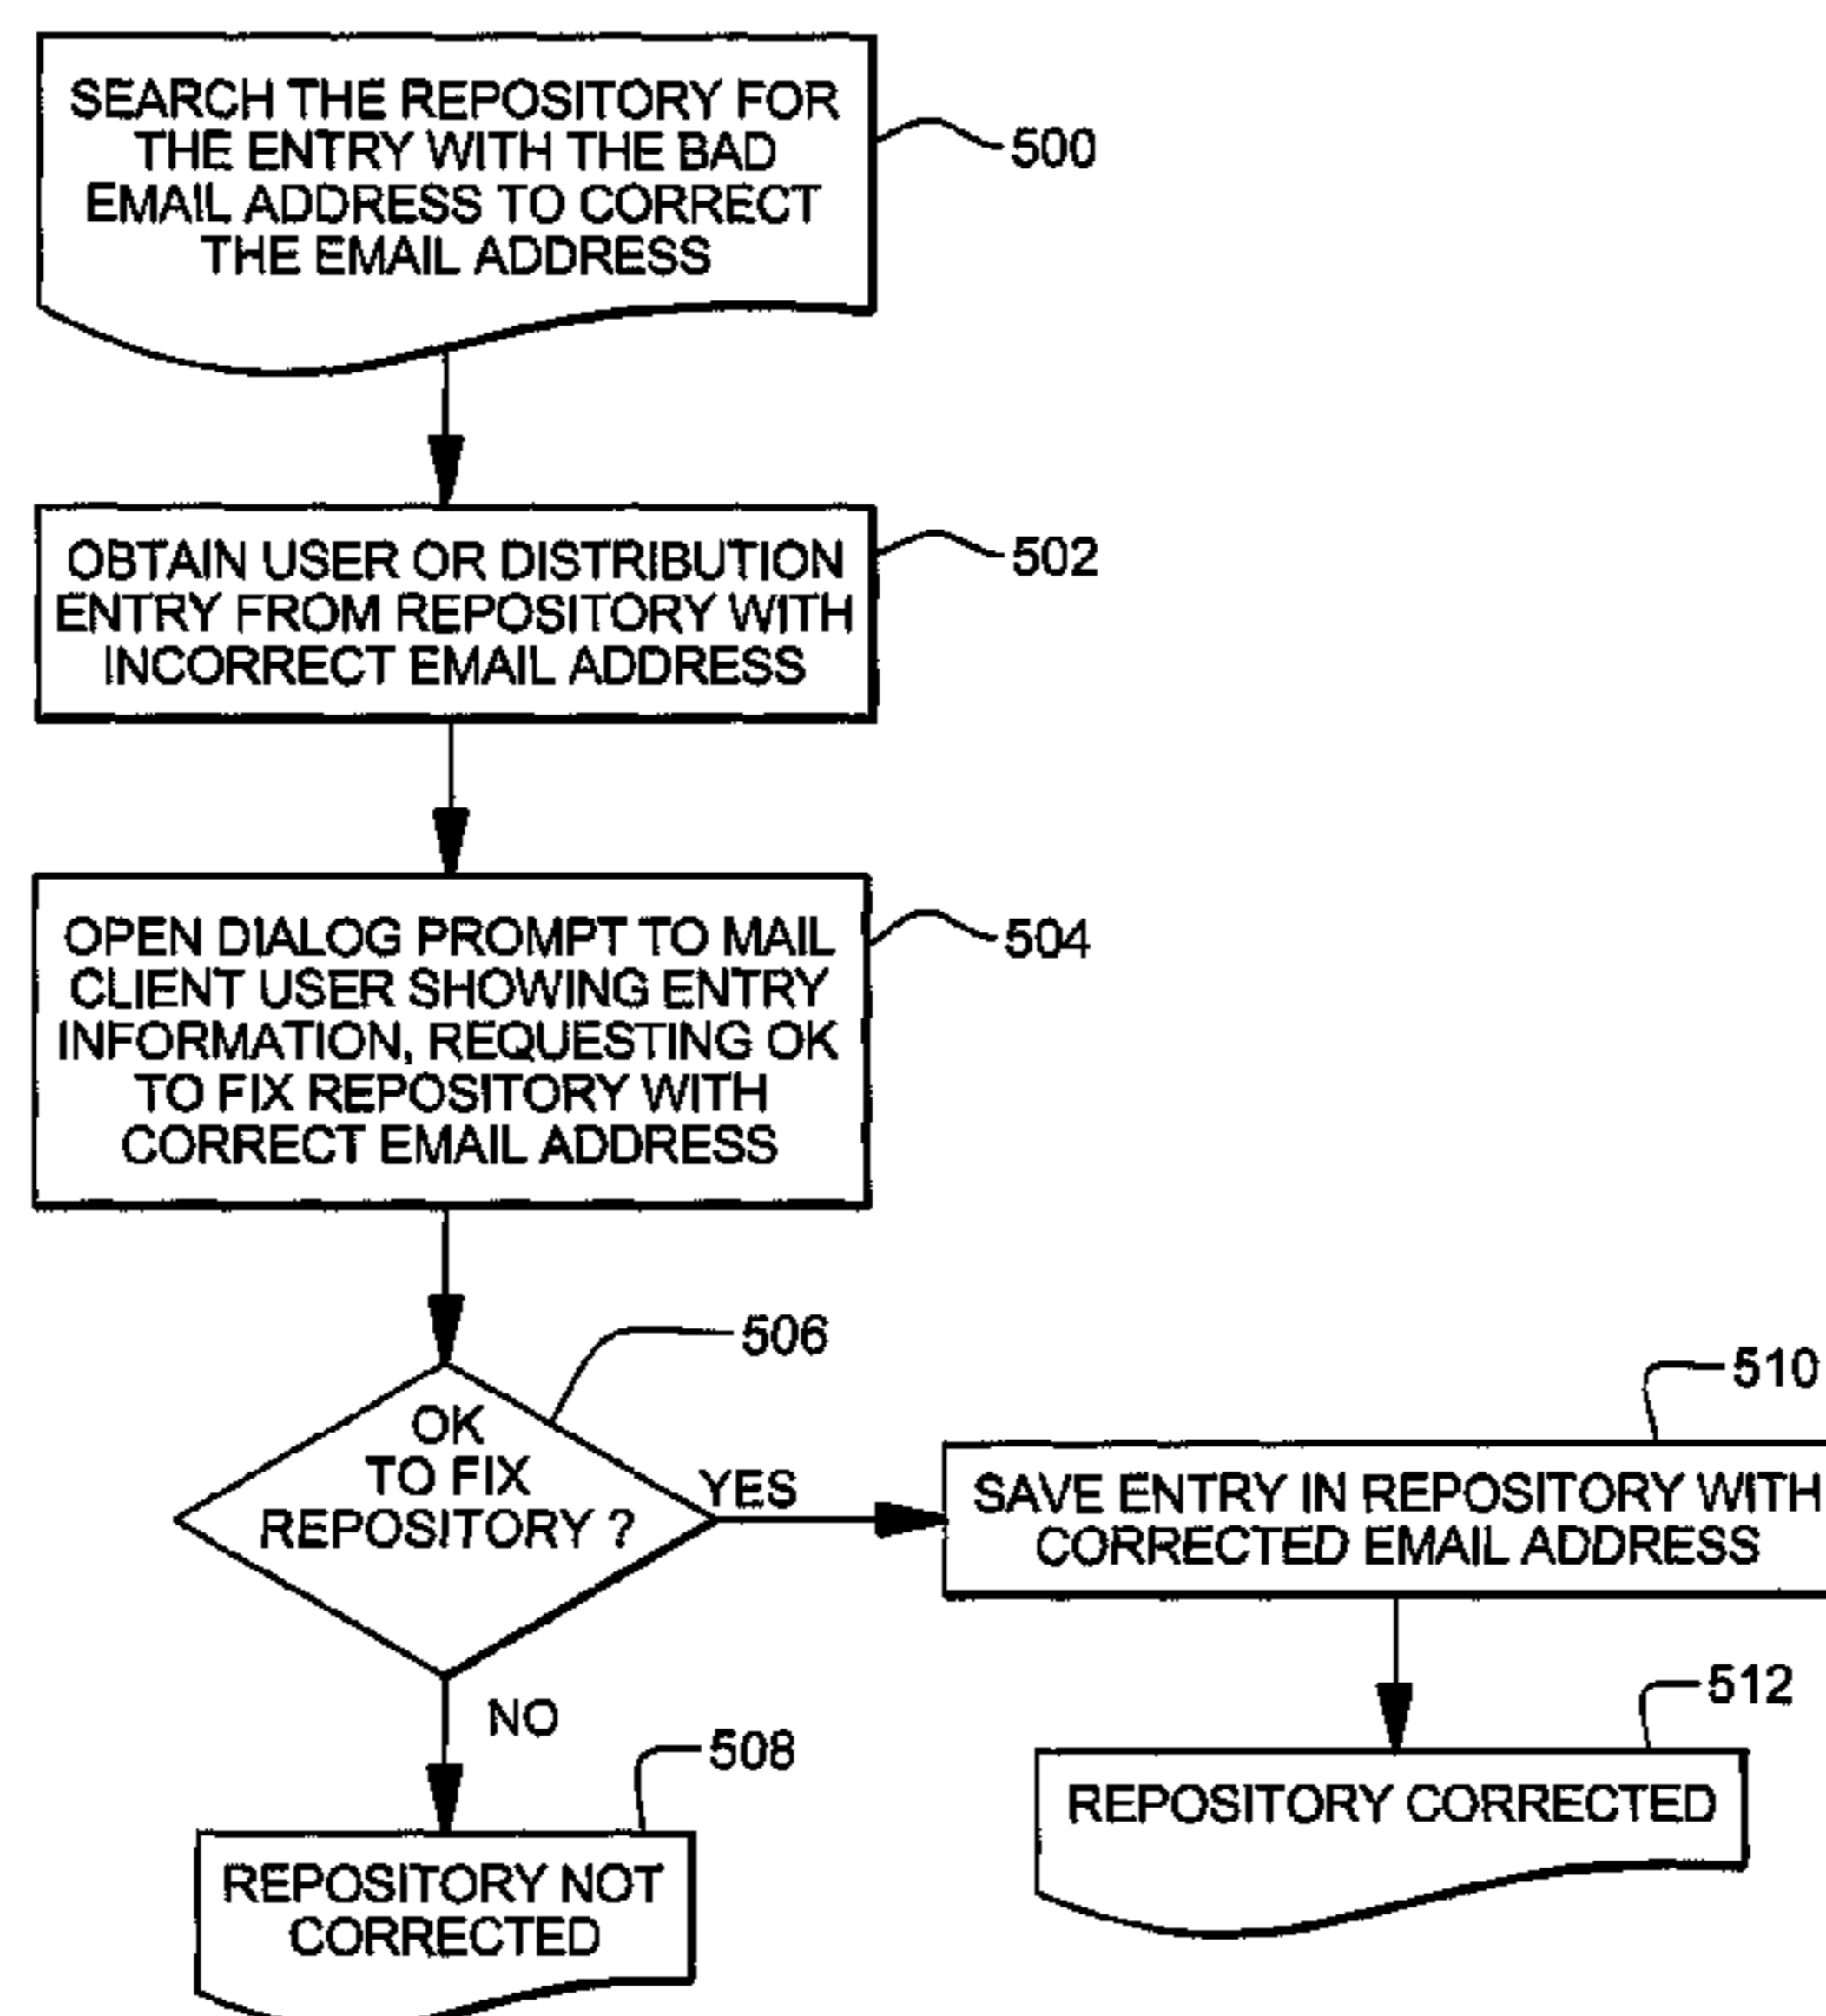 SEARCH THE REPOSITORY FOR
THE ENTRY WITH THE BAD
EMAIL ADDRESS TO CORRECT
THE EMAIL ADDRESS
500
OBTAIN USER OR DISTRIBUTION
ENTRY FROM REPOSITORY WITH
INCORRECT EMAIL ADDRESS
502
OPEN DIALOG PROMPT TO MAIL
CLIENT USER SHOWING ENTRY
INFORMATION, REQUESTING OK
TO FIX REPOSITORY WITH
CORRECT EMAIL ADDRESS
504
OK
TO FIX
REPOSITORY ?
506
YES
SAVE ENTRY IN REPOSITORY WITH
CORRECTED EMAIL ADDRESS
510
NO
REPOSITORY CORRECTED
512
REPOSITORY NOT
CORRECTED
508